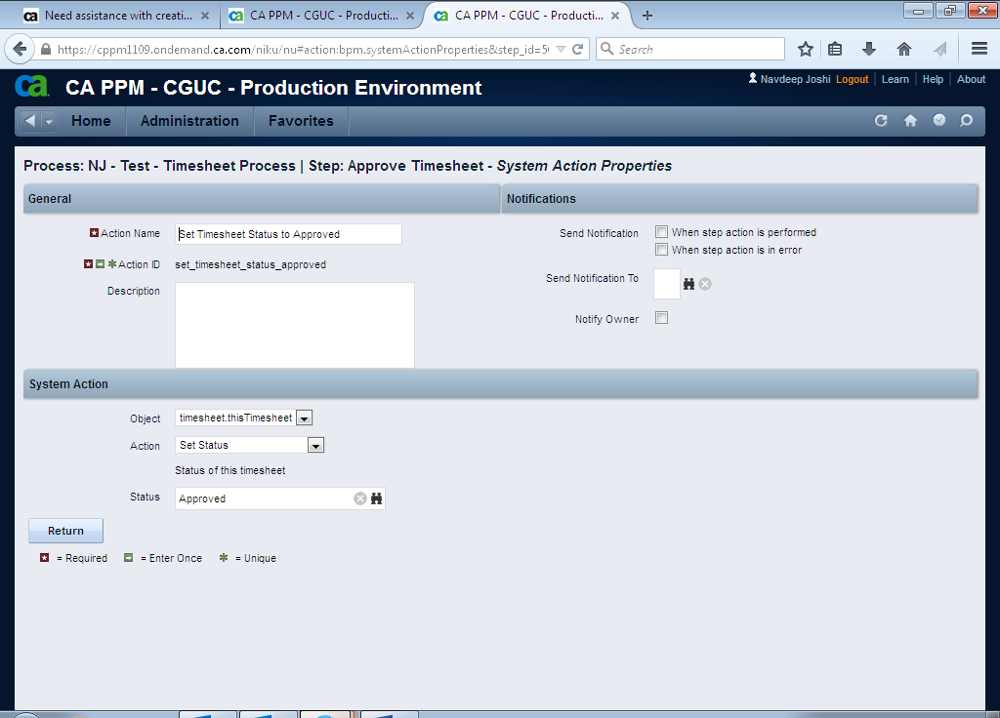 ca Need assistance with creati... ca CA PPM - CGUC - Producti... ca CA PPM - CGUC - Producti...
https://cppm1109.ondemand.ca.com/niku/nu#action:bpm.systemActionProperties&step_id=5 Search
ca CA PPM - CGUC - Production Environment
Navdeep Joshi Logout Learn Help About
Home Administration Favorites
Process: NJ - Test - Timesheet Process | Step: Approve Timesheet - System Action Properties
General
Action Name Set Timesheet Status to Approved
Action ID set_timesheet_status_approved
Description
Notifications
Send Notification When step action is performed
When step action is in error
Send Notification To
Notify Owner
System Action
Object timesheet.thisTimesheet
Action Set Status
Status of this timesheet
Status Approved
Return
= Required = Enter Once = Unique